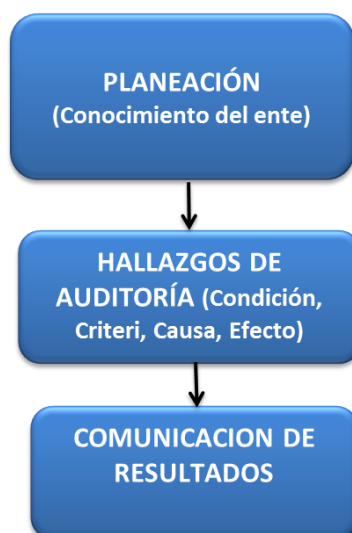 PLANEACIÓN
(Conocimiento del ente)
HALLAZGOS DE
AUDITORÍA (Condición,
Criteri, Causa, Efecto)
COMUNICACION DE
RESULTADOS